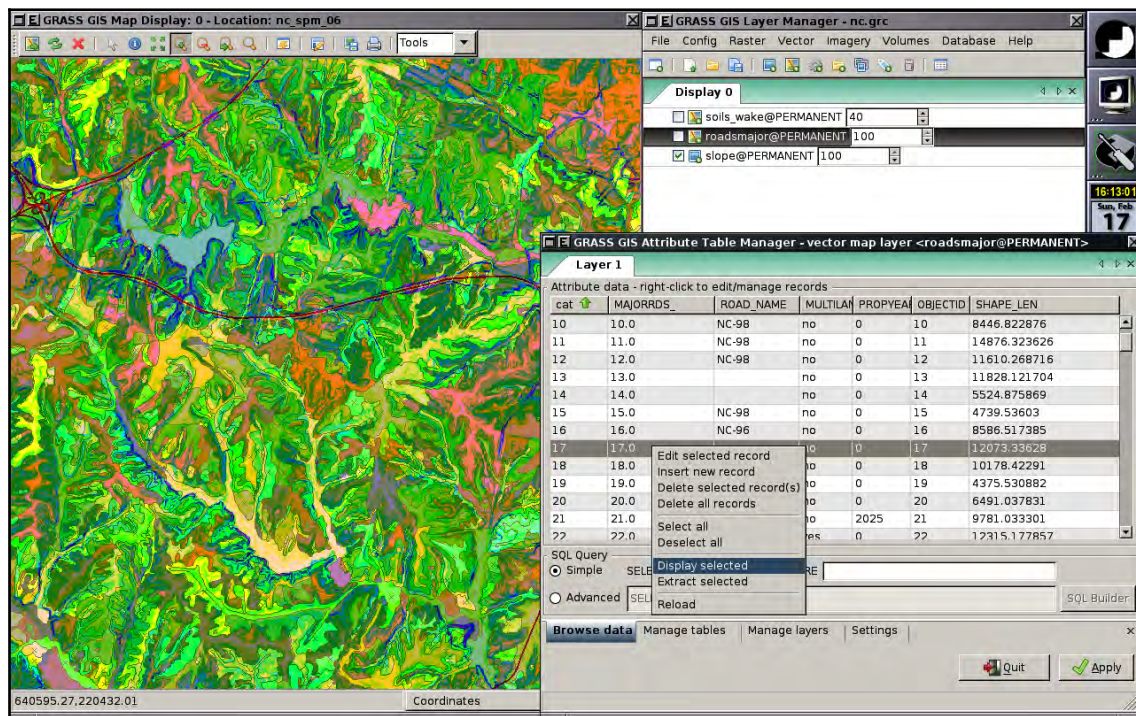 GRASS GIS Map Display: 0 - Location: nc_spm_06
Tools
640595.27,220432.01
Coordinates
GRASS GIS Layer Manager - nc.grc
File Config Raster Vector Imagery Volumes Database Help
Display 0
soils_wake@PERMANENT 40
roadsmajor@PERMANENT 100
slope@PERMANENT 100
16:13:01
Sun, Feb
17
GRASS GIS Attribute Table Manager - vector map layer <roadsmajor@PERMANENT>
Layer 1
Attribute data - right-click to edit/manage records
cat MAJORRDS_ ROAD_NAME MULTILAN PROPYEAI OBJECTID SHAPE_LEN
10 10.0 NC-98 no 0 10 8446.822876
11 11.0 NC-98 no 0 11 14876.323626
12 12.0 NC-98 no 0 12 11610.268716
13 13.0 no 0 13 11828.121704
14 14.0 no 0 14 5524.875869
15 15.0 NC-98 no 0 15 4739.53603
16 16.0 NC-96 no 0 16 8586.517385
17 17.0 0 17 12073.33628
18 18.0 no 0 18 10178.42291
19 19.0 no 0 19 4375.530882
20 20.0 no 0 20 6491.037831
21 21.0 no 2025 21 9781.033301
22 22.0 yes 0 22 12315.177857
Edit selected record
Insert new record
Delete selected record(s)
Delete all records
Select all
Deselect all
Display selected
Extract selected
Reload
SQL Query
Simple SELE RE
Advanced SEL SQL Builder
Browse data Manage tables Manage layers Settings
Quit Apply